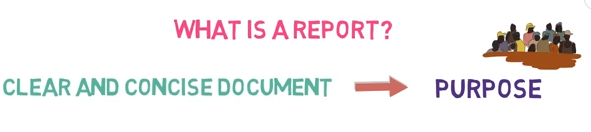 WHAT IS A REPORT?
CLEAR AND CONCISE DOCUMENT PURPOSE